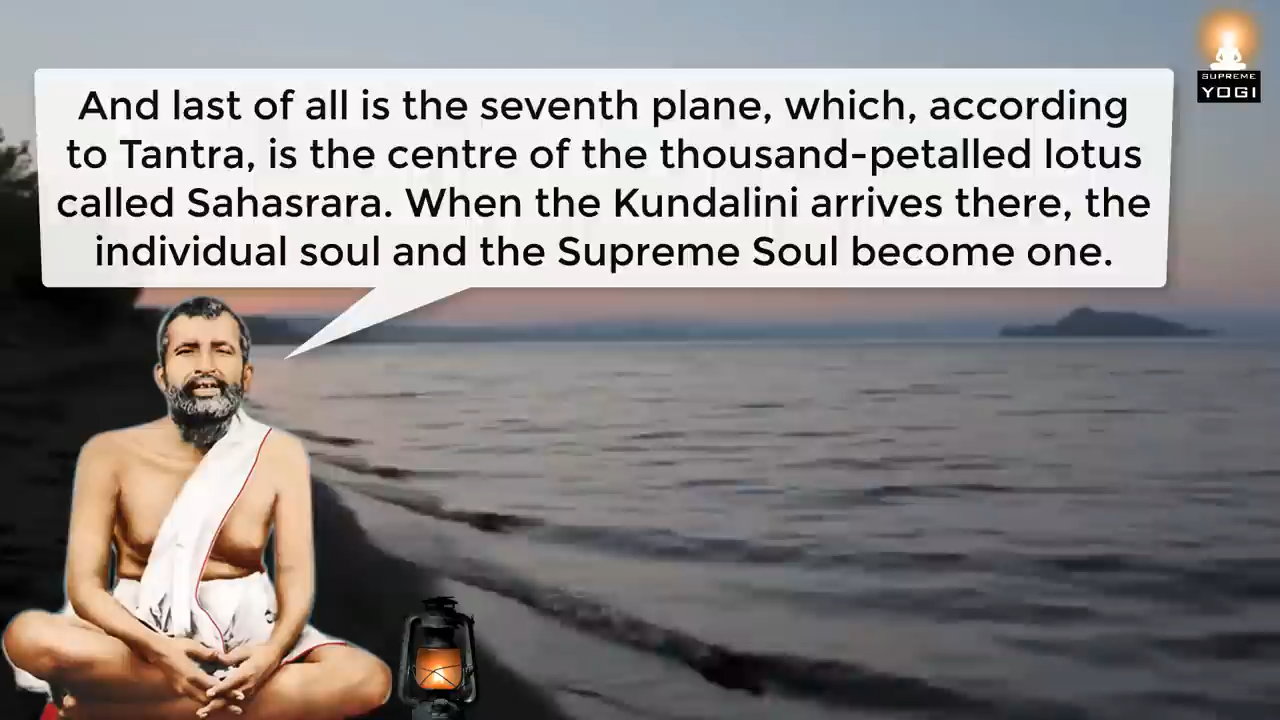 SUPREME
YOGI
And last of all is the seventh plane, which, according
to Tantra, is the centre of the thousand-petalled lotus
called Sahasrara. When the Kundalini arrives there, the
individual soul and the Supreme Soul become one.